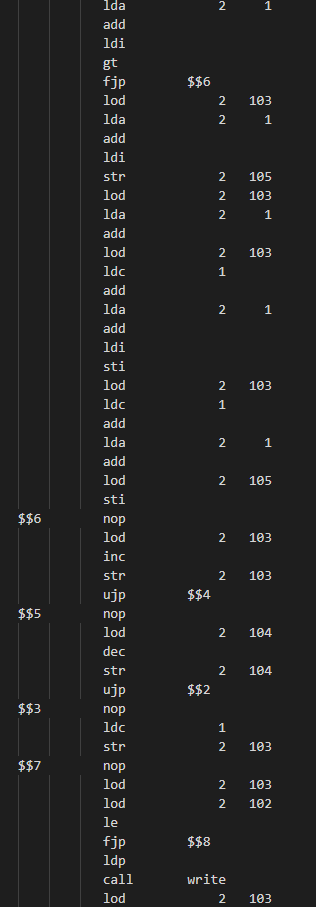 lda 2 1
add
ldi
gt
fjp $$6
lod 2 103
lda 2 1
add
ldi
str 2 105
lod 2 103
lda 2 1
add
lod 2 103
ldc 1
add
lda 2 1
add
ldi
sti
lod 2 103
ldc 1
add
lda 2 1
add
lod 2 105
sti
$$6 nop
lod 2 103
inc
str 2 103
ujp $$4
$$5 nop
lod 2 104
dec
str 2 104
ujp $$2
$$3 nop
ldc 1
str 2 103
$$7 nop
lod 2 103
lod 2 102
le
fjp $$8
ldp
call write
lod 2 103